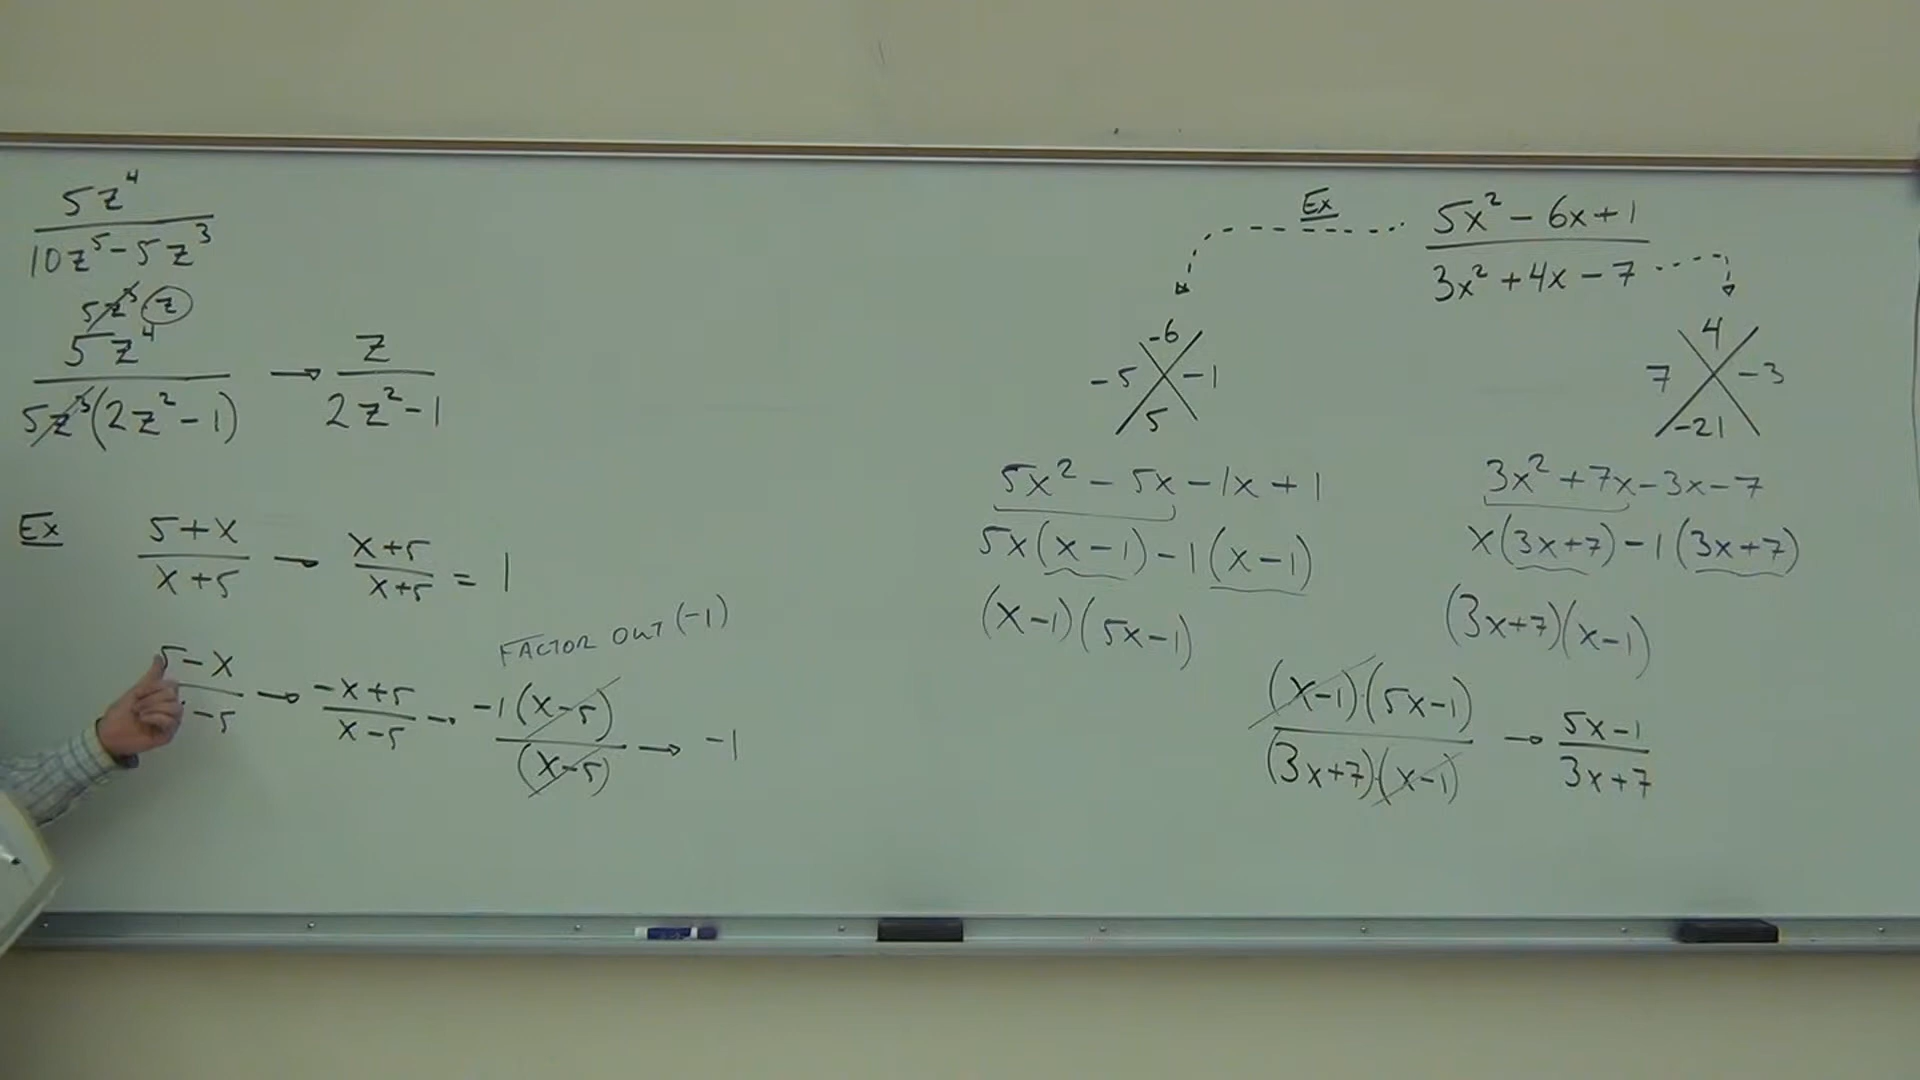 5z⁴
10z⁵ - 5z³
5z³ z
5z⁴
5z³(2z² - 1) → z / 2z² - 1
Ex 5+x / x+5 → x+5 / x+5 = 1
FACTOR OUT (-1)
5-x / -5 → -x+5 / x-5 → -1(x-5) / (x-5) → -1
Ex 5x² - 6x + 1
3x² + 4x - 7
-6
-5 -1
5
5x² - 5x - 1x + 1
5x(x-1) - 1(x-1)
(x-1)(5x-1)
4
7 -3
-21
3x² + 7x - 3x - 7
x(3x+7) - 1(3x+7)
(3x+7)(x-1)
(x-1)(5x-1) / (3x+7)(x-1) → 5x-1 / 3x+7